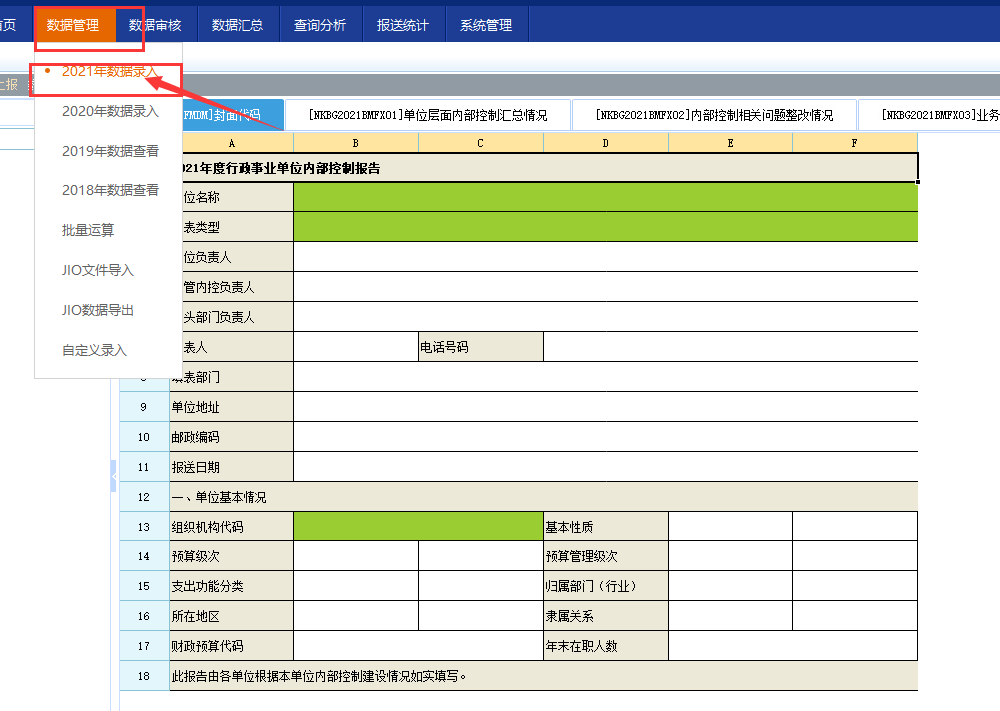 页 数据管理 数据审核 数据汇总 查询分析 报送统计 系统管理
上报
2021年数据录入
2020年数据录入
2019年数据查看
2018年数据查看
批量运算
JIO文件导入
JIO数据导出
自定义录入
FMDM]封面代码 [NKBG2021BMFX01]单位层面内部控制汇总情况 [NKBG2021BMFX02]内部控制相关问题整改情况 [NKBG2021BMFX03]业务
A B C D E F
021年度行政事业单位内部控制报告
位名称
表类型
位负责人
管内控负责人
头部门负责人
表人 电话号码
8 填表部门
9 单位地址
10 邮政编码
11 报送日期
12 一、单位基本情况
13 组织机构代码 基本性质
14 预算级次 预算管理级次
15 支出功能分类 归属部门（行业）
16 所在地区 隶属关系
17 财政预算代码 年末在职人数
18 此报告由各单位根据本单位内部控制建设情况如实填写。